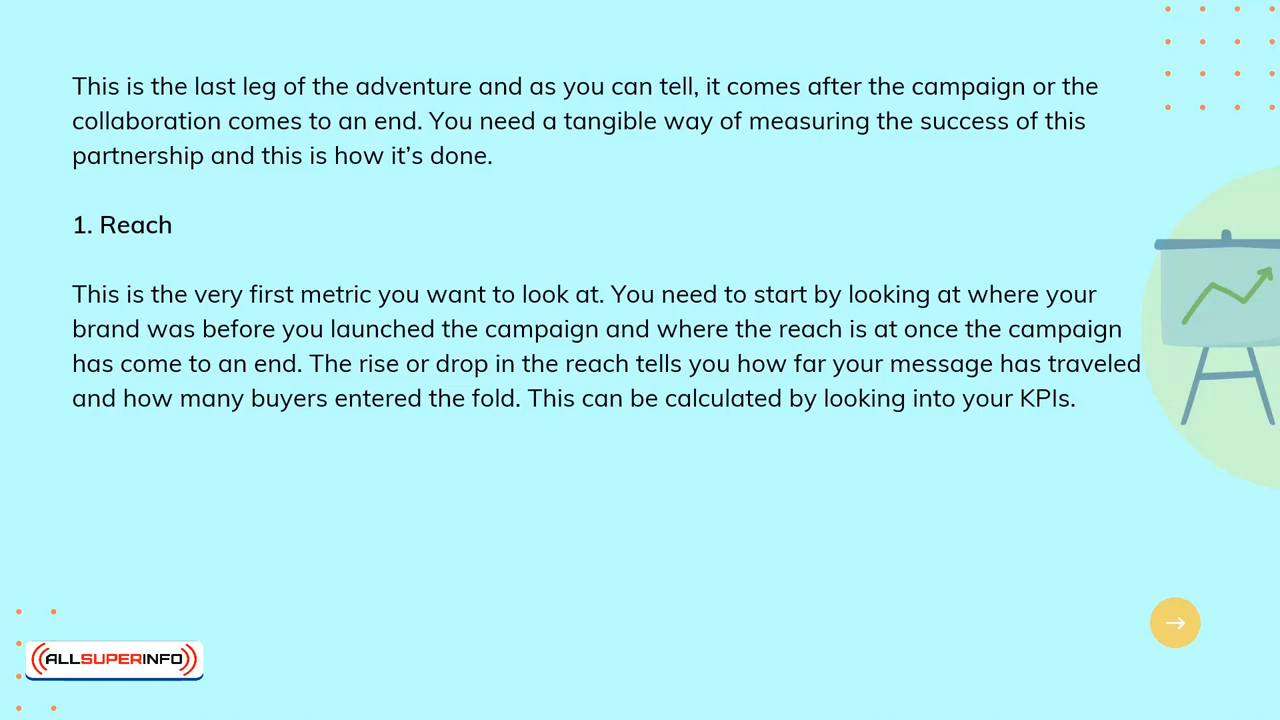 This is the last leg of the adventure and as you can tell, it comes after the campaign or the
collaboration comes to an end. You need a tangible way of measuring the success of this
partnership and this is how it’s done.
1. Reach
This is the very first metric you want to look at. You need to start by looking at where your
brand was before you launched the campaign and where the reach is at once the campaign
has come to an end. The rise or drop in the reach tells you how far your message has traveled
and how many buyers entered the fold. This can be calculated by looking into your KPIs.
ALLSUPERINFO